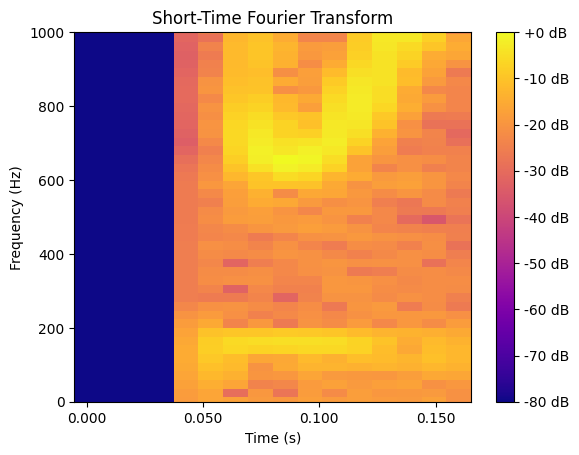 Short-Time Fourier Transform
1000
800
600
400
200
0
Frequency (Hz)
0.000
0.050
0.100
0.150
Time (s)
+0 dB
-10 dB
-20 dB
-30 dB
-40 dB
-50 dB
-60 dB
-70 dB
-80 dB